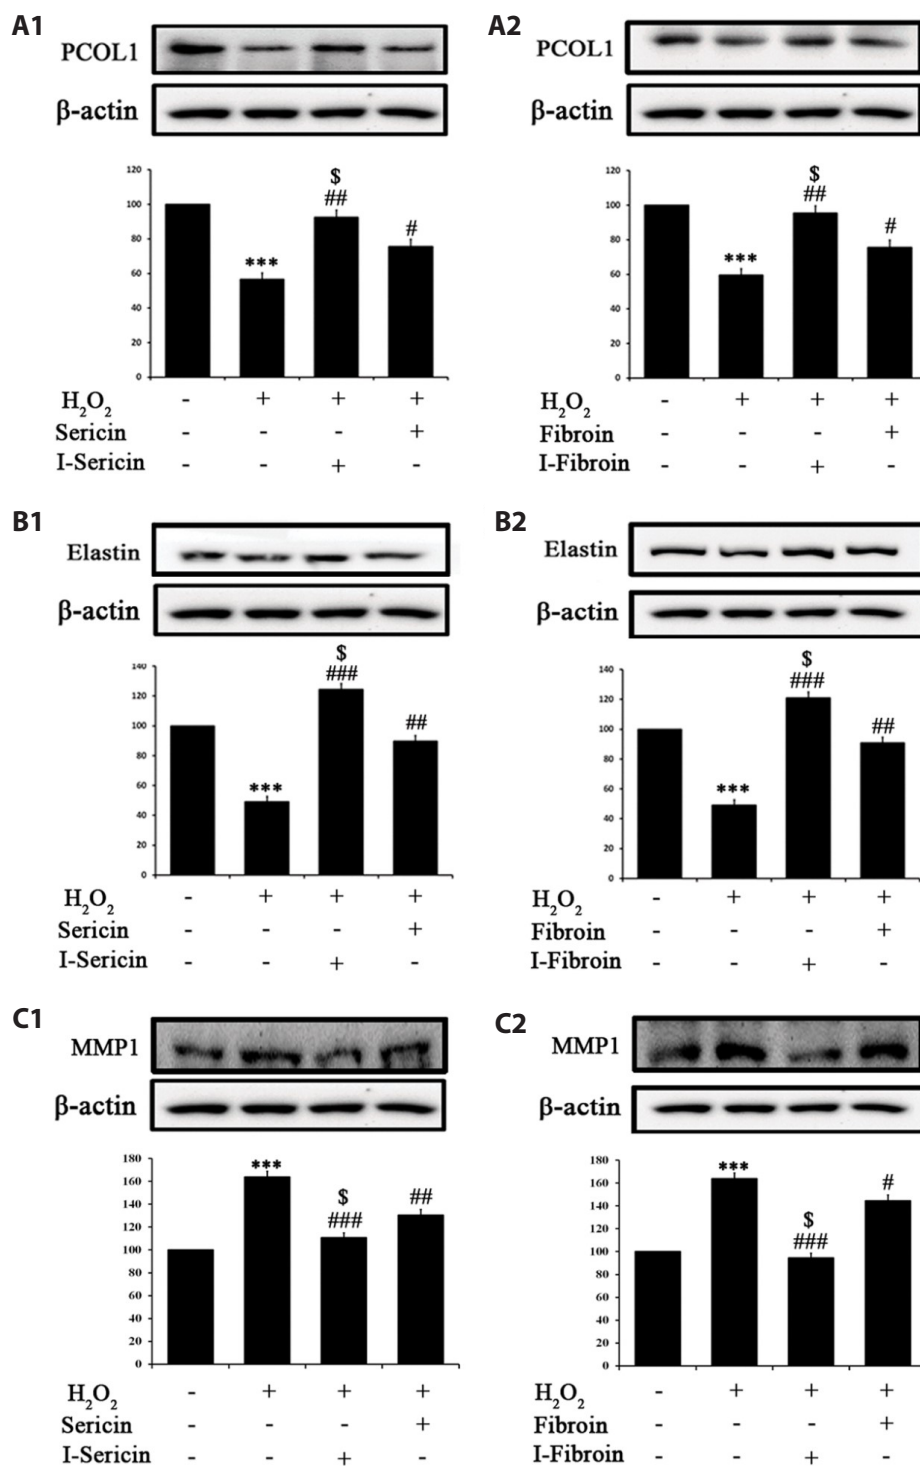 A1
PCOL1
β-actin
120
100
80
60
40
20
0
***
$
##
#
H2O2 - + + +
Sericin - - - +
I-Sericin - - + -
A2
PCOL1
β-actin
120
100
80
60
40
20
0
***
$
##
#
H2O2 - + + +
Fibroin - - - +
I-Fibroin - - + -
B1
Elastin
β-actin
140
120
100
80
60
40
20
0
***
$
###
##
H2O2 - + + +
Sericin - - - +
I-Sericin - - + -
B2
Elastin
β-actin
140
120
100
80
60
40
20
0
***
$
###
##
H2O2 - + + +
Fibroin - - - +
I-Fibroin - - + -
C1
MMP1
β-actin
180
160
140
120
100
80
60
40
20
0
***
$
###
##
H2O2 - + + +
Sericin - - - +
I-Sericin - - + -
C2
MMP1
β-actin
180
160
140
120
100
80
60
40
20
0
***
$
###
#
H2O2 - + + +
Fibroin - - - +
I-Fibroin - - + -